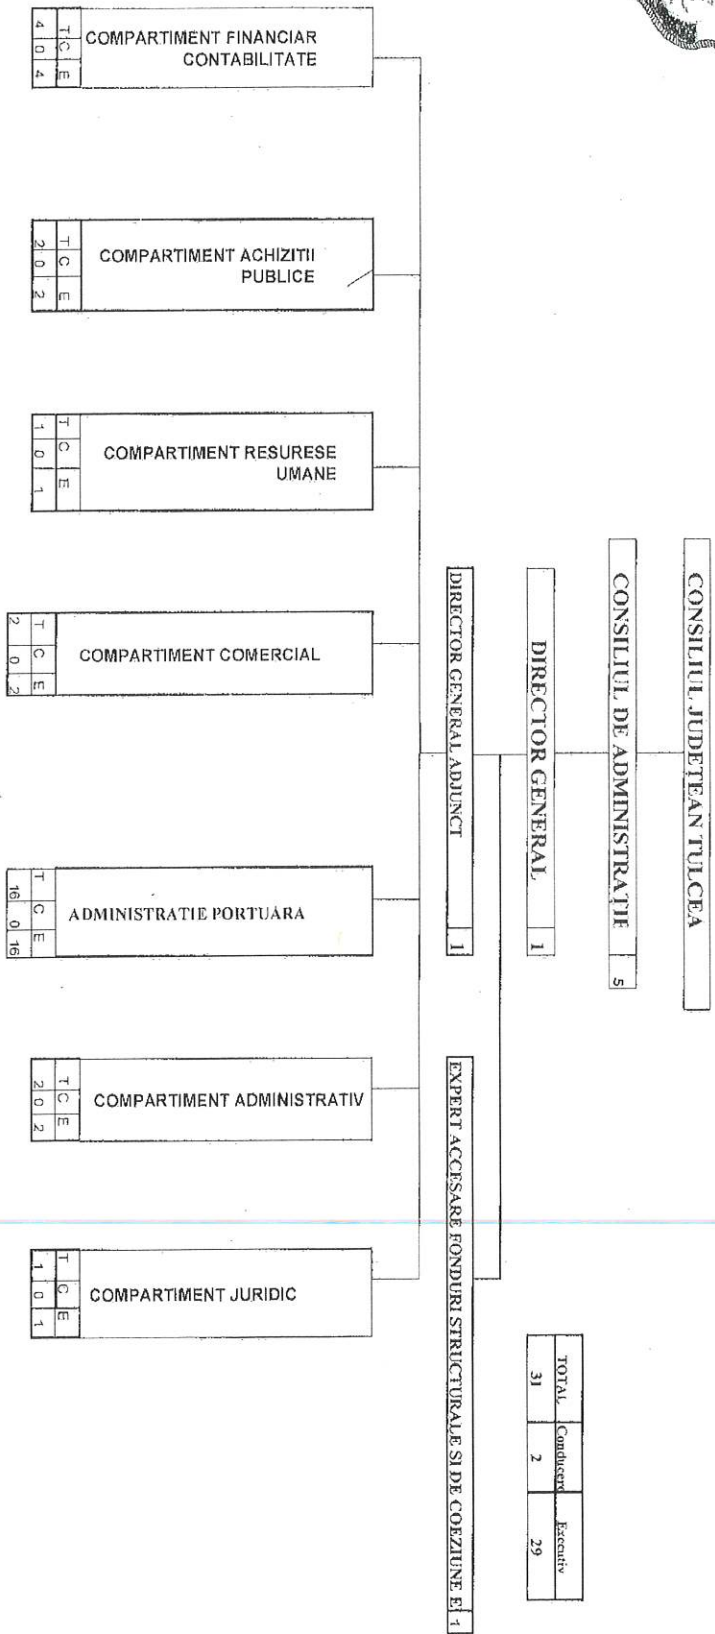 CONSILIUL JUDEȚEAN TULCEA
CONSILIUL DE ADMINISTRAȚIE 5
DIRECTOR GENERAL 1
DIRECTOR GENERAL ADJUNCT 1
EXPERT ACCESARE FONDURI STRUCTURALE SI DE COEZIUNE E 1
TOTAL Conducere Executiv
31 2 29
COMPARTIMENT FINANCIAR
CONTABILITATE
T C E
4 0 4
COMPARTIMENT ACHIZITII
PUBLICE
T C E
2 0 2
COMPARTIMENT RESURESE
UMANE
T C E
1 0 1
COMPARTIMENT COMERCIAL
T C E
2 0 2
ADMINISTRATIE PORTUARA
T C E
16 0 16
COMPARTIMENT ADMINISTRATIV
T C E
2 0 2
COMPARTIMENT JURIDIC
T C E
1 0 1